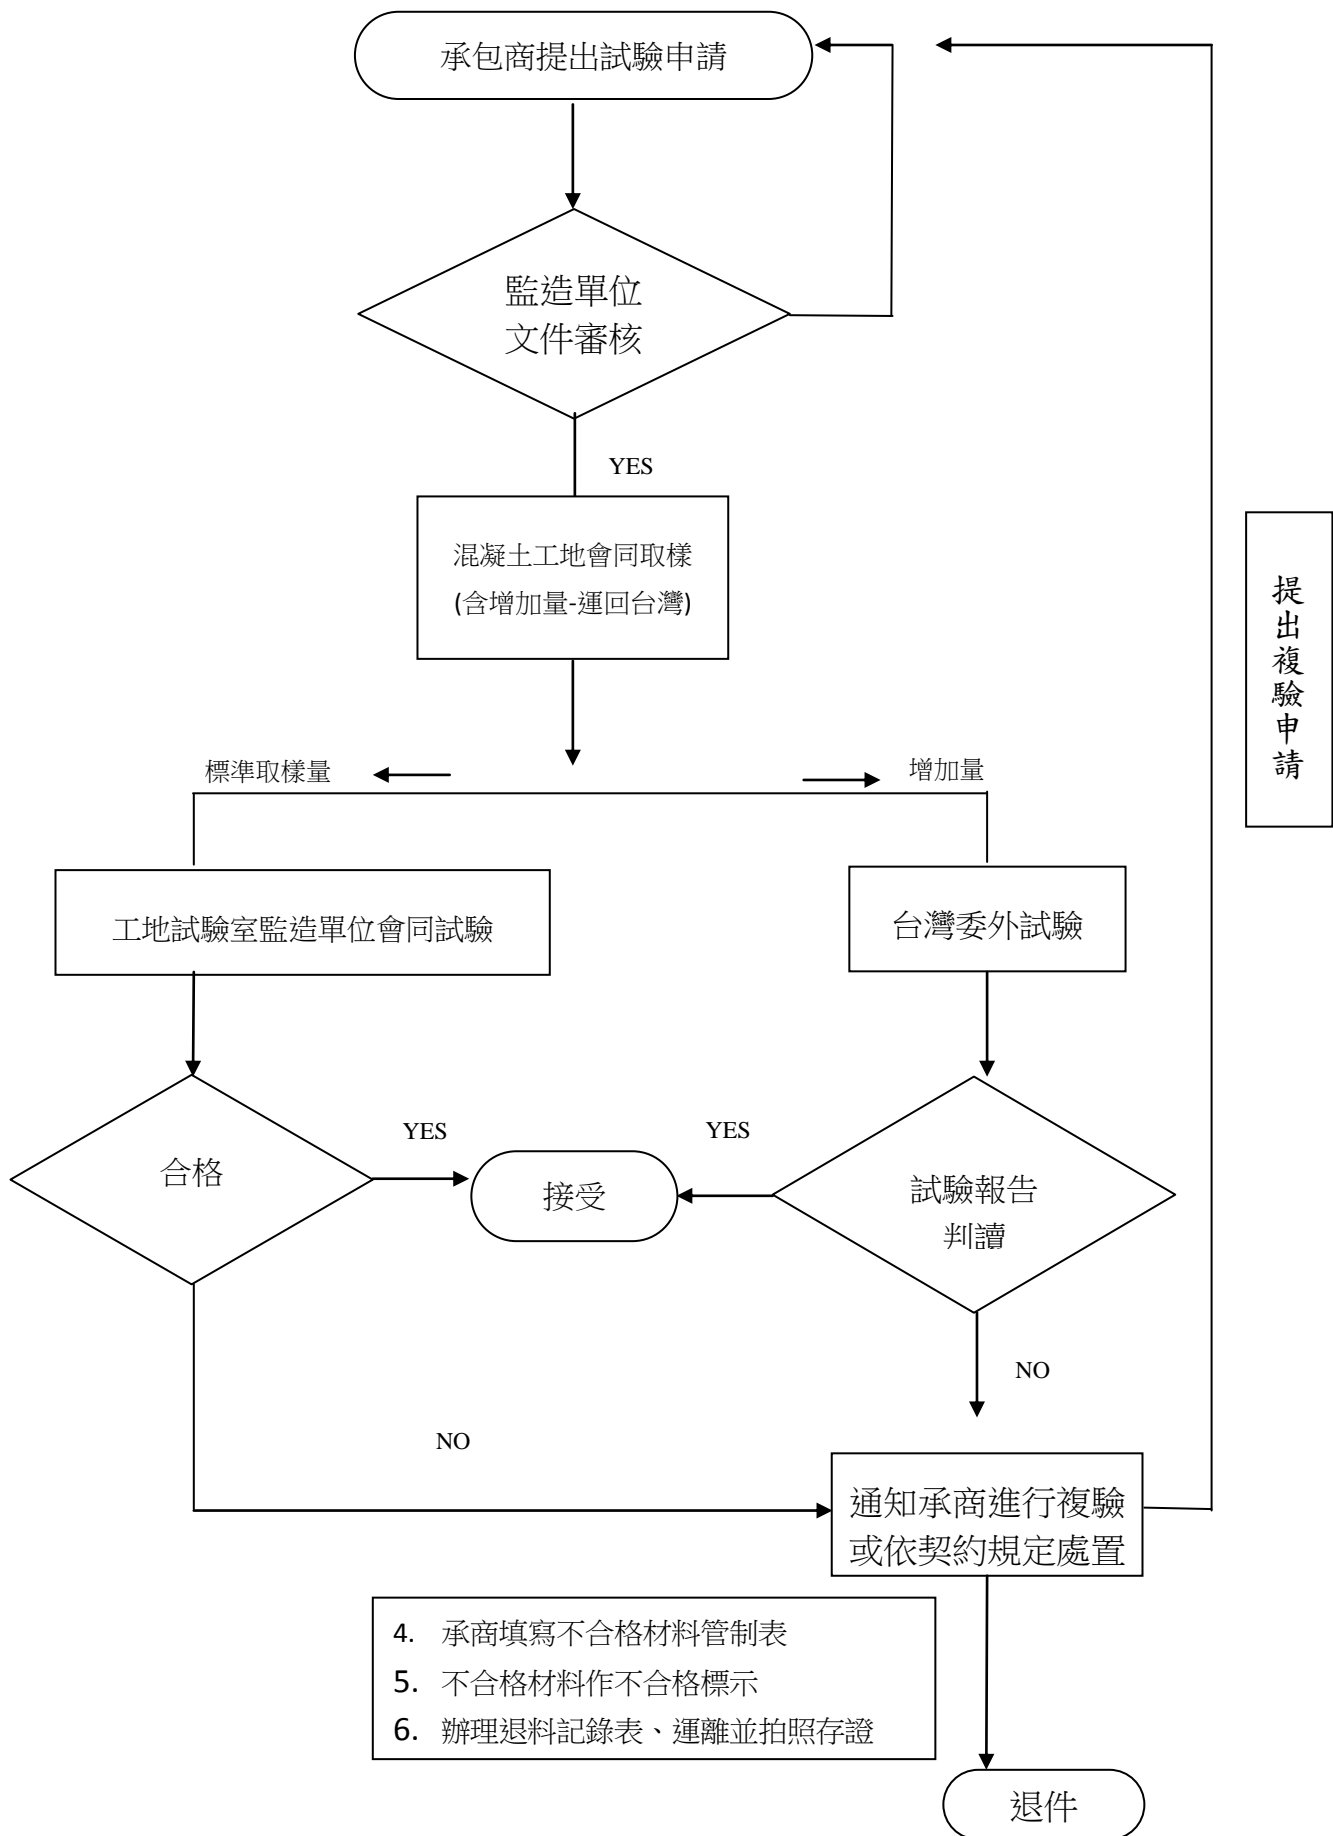 承包商提出試驗申請
監造單位
文件審核
YES
混凝土工地會同取樣
(含增加量-運回台灣)
提出複驗申請
標準取樣量
增加量
工地試驗室監造單位會同試驗
台灣委外試驗
YES
YES
合格
接受
試驗報告
判讀
NO
NO
通知承商進行複驗
或依契約規定處置
4. 承商填寫不合格材料管制表
5. 不合格材料作不合格標示
6. 辦理退料記錄表、運離並拍照存證
退件